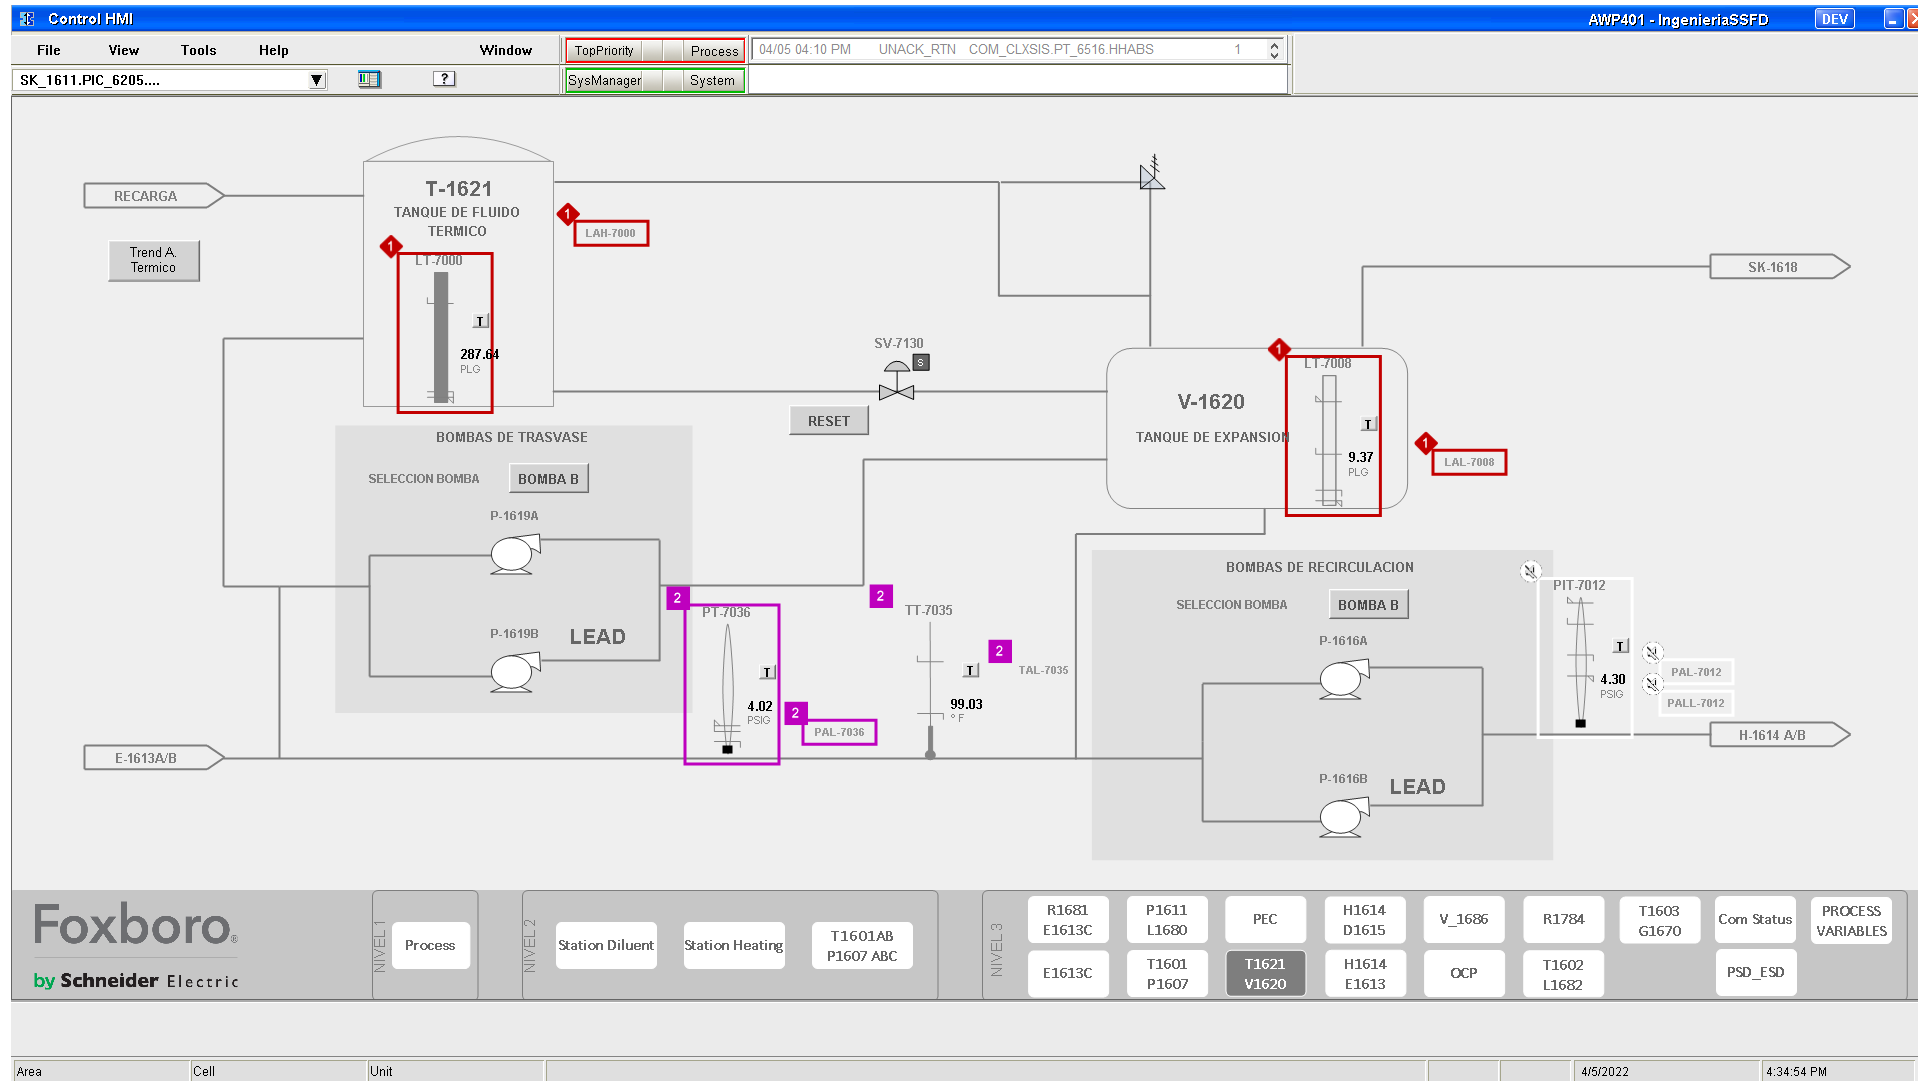 Control HMI
AWP401 - IngenieriaSSFD
DEV
File
View
Tools
Help
Window
TopPriority
Process
04/05 04:10 PM UNACK_RTN COM_CLXSIS.PT_6516.HHABS 1
SK_1611.PIC_6205....
?
SysManager
System
RECARGA
Trend A.
Termico
T-1621
TANQUE DE FLUIDO
TERMICO
1
LAH-7000
1
LT-7000
T
287.64
PLG
SK-1618
SV-7130
S
RESET
V-1620
TANQUE DE EXPANSION
1
LT-7008
T
9.37
PLG
1
LAL-7008
BOMBAS DE TRASVASE
SELECCION BOMBA
BOMBA B
P-1619A
P-1619B
LEAD
2
PT-7036
T
4.02
PSIG
2
PAL-7036
2
TT-7035
T
99.03
° F
2
TAL-7035
BOMBAS DE RECIRCULACION
SELECCION BOMBA
BOMBA B
P-1616A
P-1616B
LEAD
PIT-7012
T
4.30
PSIG
PAL-7012
PALL-7012
E-1613A/B
H-1614 A/B
Foxboro®
by Schneider Electric
NIVEL 1
Process
NIVEL 2
Station Diluent
Station Heating
T1601AB
P1607 ABC
NIVEL 3
R1681
E1613C
P1611
L1680
PEC
H1614
D1615
V_1686
R1784
T1603
G1670
Com Status
PROCESS
VARIABLES
E1613C
T1601
P1607
T1621
V1620
H1614
E1613
OCP
T1602
L1682
PSD_ESD
Area
Cell
Unit
4/5/2022
4:34:54 PM